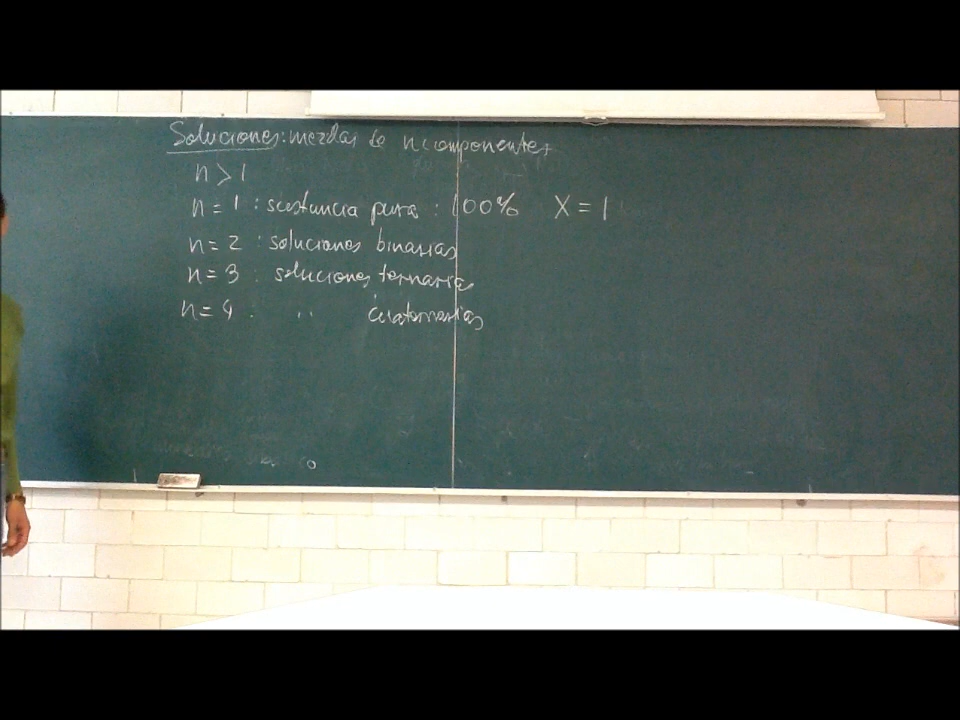 Soluciones: mezclas de n componentes
n > 1
n = 1 : sustancia pura : 100% X = 1
n = 2 : soluciones binarias
n = 3 : soluciones ternarias
n = 4 . " cuaternarias